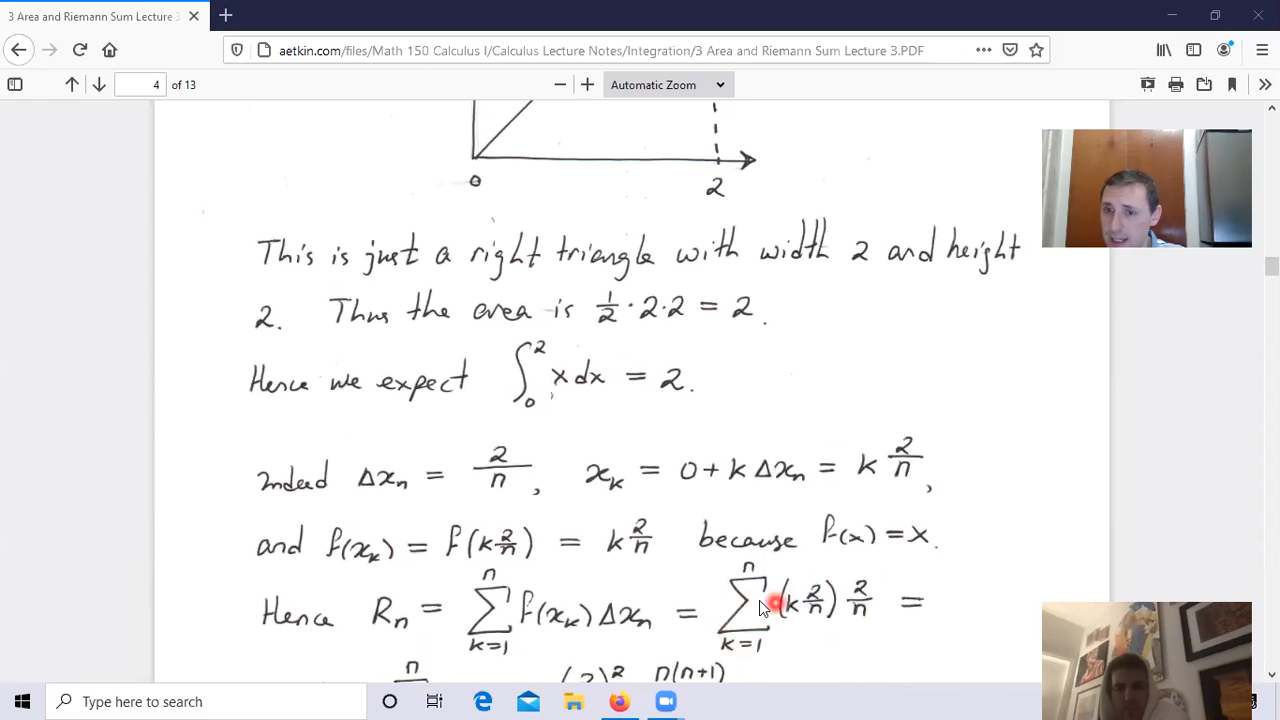 3 Area and Riemann Sum Lecture 3
aetkin.com/files/Math 150 Calculus I/Calculus Lecture Notes/Integration/3 Area and Riemann Sum Lecture 3.PDF
4 of 13
Automatic Zoom
0 2
This is just a right triangle with width 2 and height
2. Thus the area is 1/2 · 2 · 2 = 2.
Hence we expect ∫₀² x dx = 2.
Indeed Δxₙ = 2/n, xₖ = 0 + k Δxₙ = k 2/n,
and f(xₖ) = f(k 2/n) = k 2/n because f(x) = x.
Hence Rₙ = ∑ₖ₌₁ⁿ f(xₖ) Δxₙ = ∑ₖ₌₁ⁿ (k 2/n) 2/n =
n (2)² n(n+1)
Type here to search